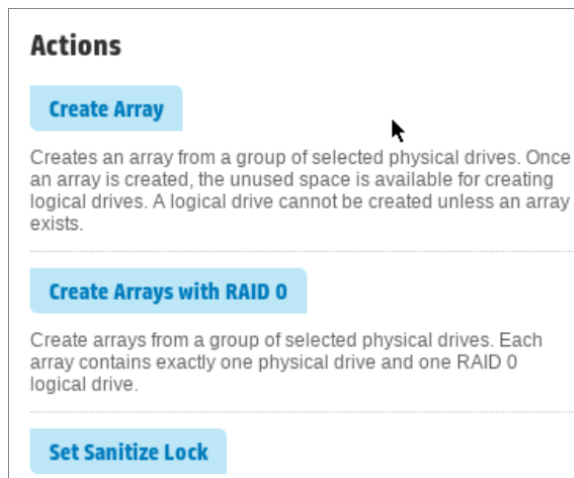 Actions
Create Array
Creates an array from a group of selected physical drives. Once
an array is created, the unused space is available for creating
logical drives. A logical drive cannot be created unless an array
exists.
Create Arrays with RAID 0
Create arrays from a group of selected physical drives. Each
array contains exactly one physical drive and one RAID 0
logical drive.
Set Sanitize Lock